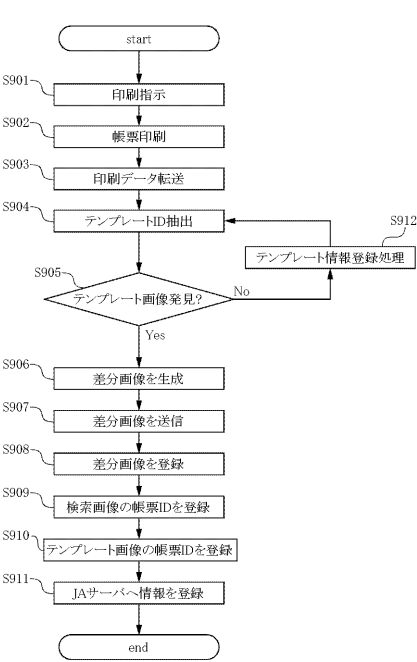 start
S901
印刷指示
S902
帳票印刷
S903
印刷データ転送
S904
テンプレートID抽出
S912
テンプレート情報登録処理
S905
テンプレート画像発見?
No
Yes
S906
差分画像を生成
S907
差分画像を送信
S908
差分画像を登録
S909
検索画像の帳票IDを登録
S910
テンプレート画像の帳票IDを登録
S911
JAサーバへ情報を登録
end